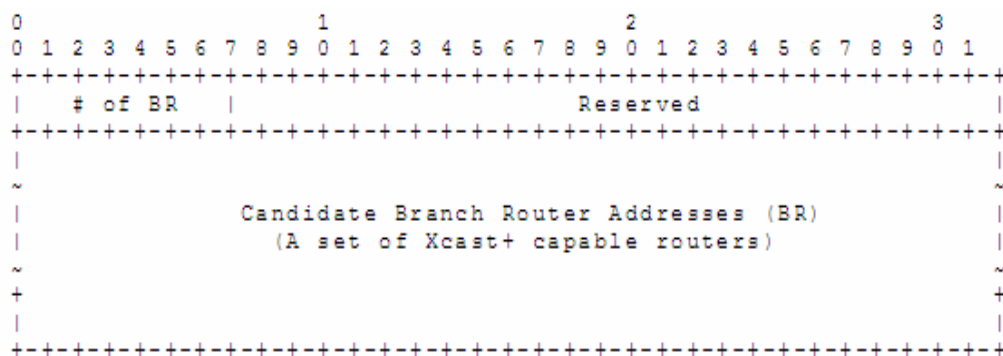 0                   1                   2                   3
0 1 2 3 4 5 6 7 8 9 0 1 2 3 4 5 6 7 8 9 0 1 2 3 4 5 6 7 8 9 0 1
+-+-+-+-+-+-+-+-+-+-+-+-+-+-+-+-+-+-+-+-+-+-+-+-+-+-+-+-+-+-+-+-+
|   # of BR   |                      Reserved                   |
+-+-+-+-+-+-+-+-+-+-+-+-+-+-+-+-+-+-+-+-+-+-+-+-+-+-+-+-+-+-+-+-+
|                                                               |
~                                                               ~
|              Candidate Branch Router Addresses (BR)           |
|                (A set of Xcast+ capable routers)              |
~                                                               ~
+                                                               +
|                                                               |
+-+-+-+-+-+-+-+-+-+-+-+-+-+-+-+-+-+-+-+-+-+-+-+-+-+-+-+-+-+-+-+-+